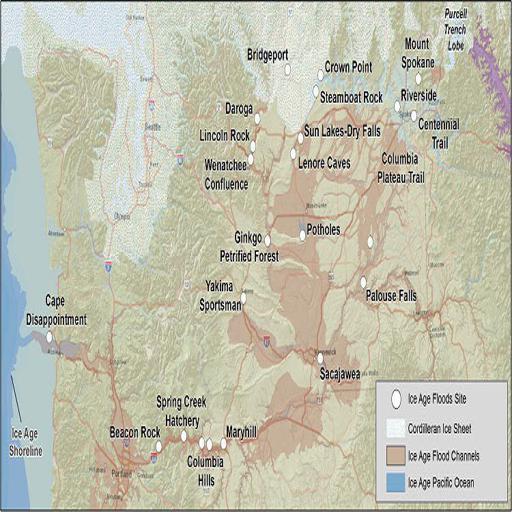 Purcell
Trench
Lobe
Mount
Spokane
Bridgeport
Crown Point
Steamboat Rock
Riverside
Daroga
Centennial
Trail
Seattle
Lincoln Rock
Sun Lakes-Dry Falls
Wenatchee
Confluence
Lenore Caves
Columbia
Plateau Trail
Olympia
Ginkgo
Petrified Forest
Potholes
Yakima
Sportsman
Palouse Falls
Cape
Disappointment
Sacajawea
Ice Age
Shoreline
Spring Creek
Hatchery
Beacon Rock
Maryhill
Columbia
Hills
Portland
Ice Age Floods Site
Cordilleran Ice Sheet
Ice Age Flood Channels
Ice Age Pacific Ocean